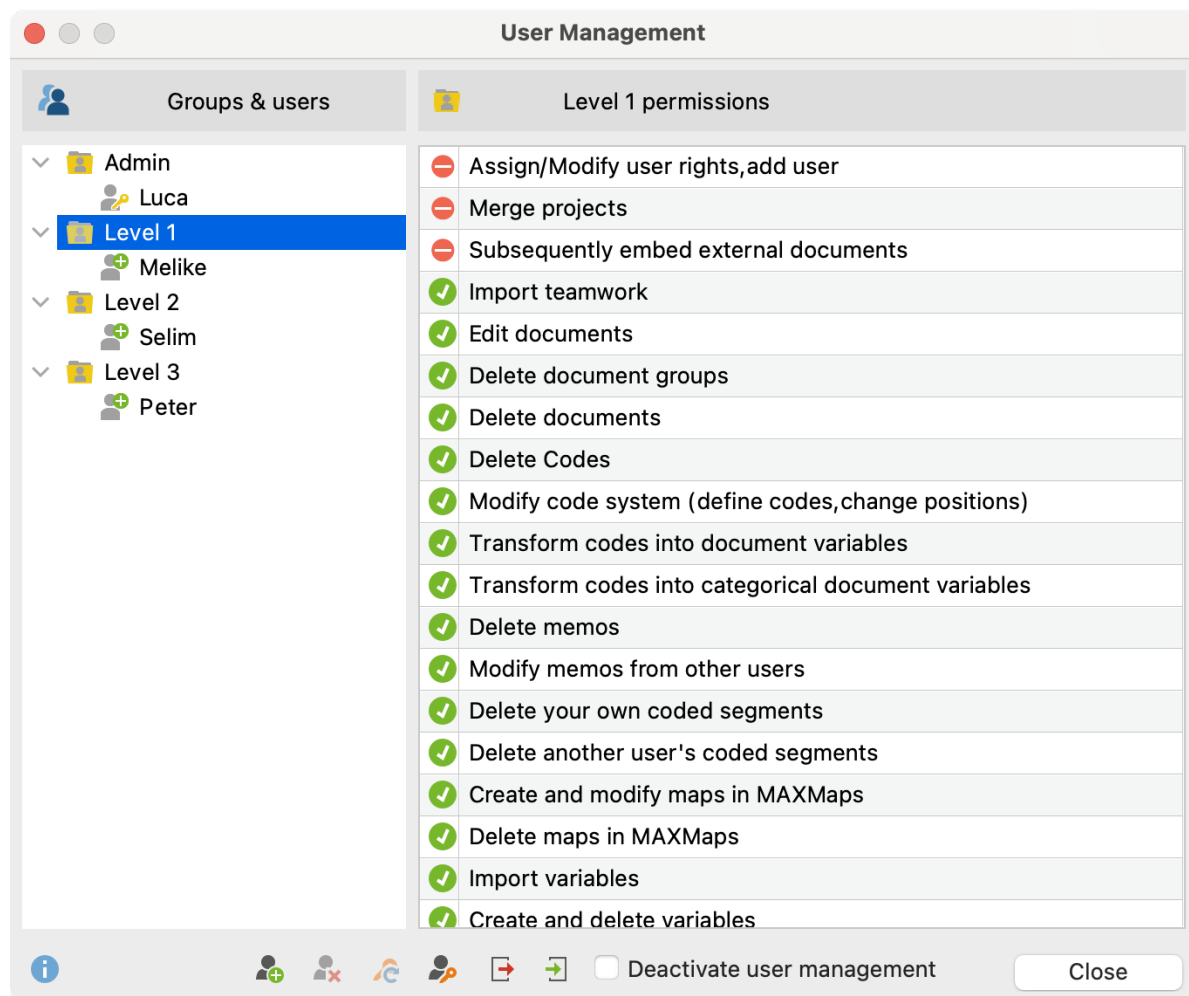 User Management
Groups & users
Level 1 permissions
Admin
Luca
Level 1
Melike
Level 2
Selim
Level 3
Peter
Assign/Modify user rights,add user
Merge projects
Subsequently embed external documents
Import teamwork
Edit documents
Delete document groups
Delete documents
Delete Codes
Modify code system (define codes,change positions)
Transform codes into document variables
Transform codes into categorical document variables
Delete memos
Modify memos from other users
Delete your own coded segments
Delete another user's coded segments
Create and modify maps in MAXMaps
Delete maps in MAXMaps
Import variables
Create and delete variables
Deactivate user management
Close